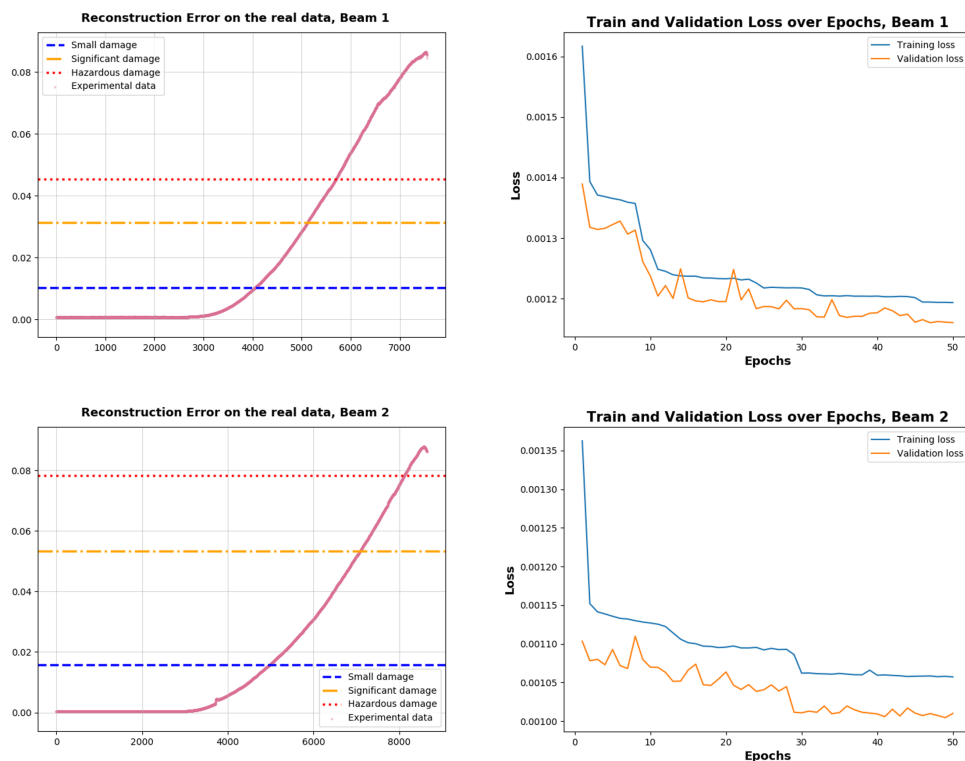 Reconstruction Error on the real data, Beam 1
Small damage
Significant damage
Hazardous damage
Experimental data
0.08
0.06
0.04
0.02
0.00
0 1000 2000 3000 4000 5000 6000 7000
Train and Validation Loss over Epochs, Beam 1
Training loss
Validation loss
0.0016
0.0015
0.0014
0.0013
0.0012
Loss
0 10 20 30 40 50
Epochs
Reconstruction Error on the real data, Beam 2
0.08
0.06
0.04
0.02
0.00
Small damage
Significant damage
Hazardous damage
Experimental data
0 2000 4000 6000 8000
Train and Validation Loss over Epochs, Beam 2
Training loss
Validation loss
0.00135
0.00130
0.00125
0.00120
0.00115
0.00110
0.00105
0.00100
Loss
0 10 20 30 40 50
Epochs